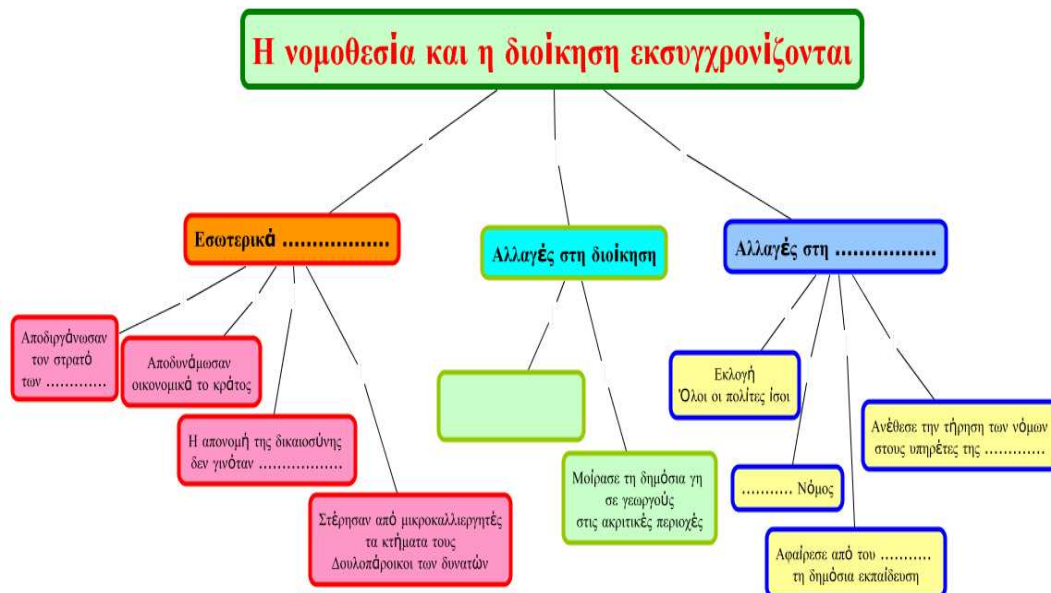 Η νομοθεσία και η διοίκηση εκσυγχρονίζονται
Εσωτερικά ..................
Αλλαγές στη διοίκηση
Αλλαγές στη .................
Αποδιργάνωσαν
τον στρατό
των .............
Αποδυνάμωσαν
οικονομικά το κράτος
Η απονομή της δικαιοσύνης
δεν γινόταν ..................
Στέρησαν από μικροκαλλιεργητές
τα κτήματα τους
Δουλοπάροικοι των δυνατών
Μοίρασε τη δημόσια γη
σε γεωργούς
στις ακριτικές περιοχές
Εκλογή
Όλοι οι πολίτες ίσοι
.......... Νόμος
Αφαίρεσε από του ...........
τη δημόσια εκπαίδευση
Ανέθεσε την τήρηση των νόμων
στους υπηρέτες της .............